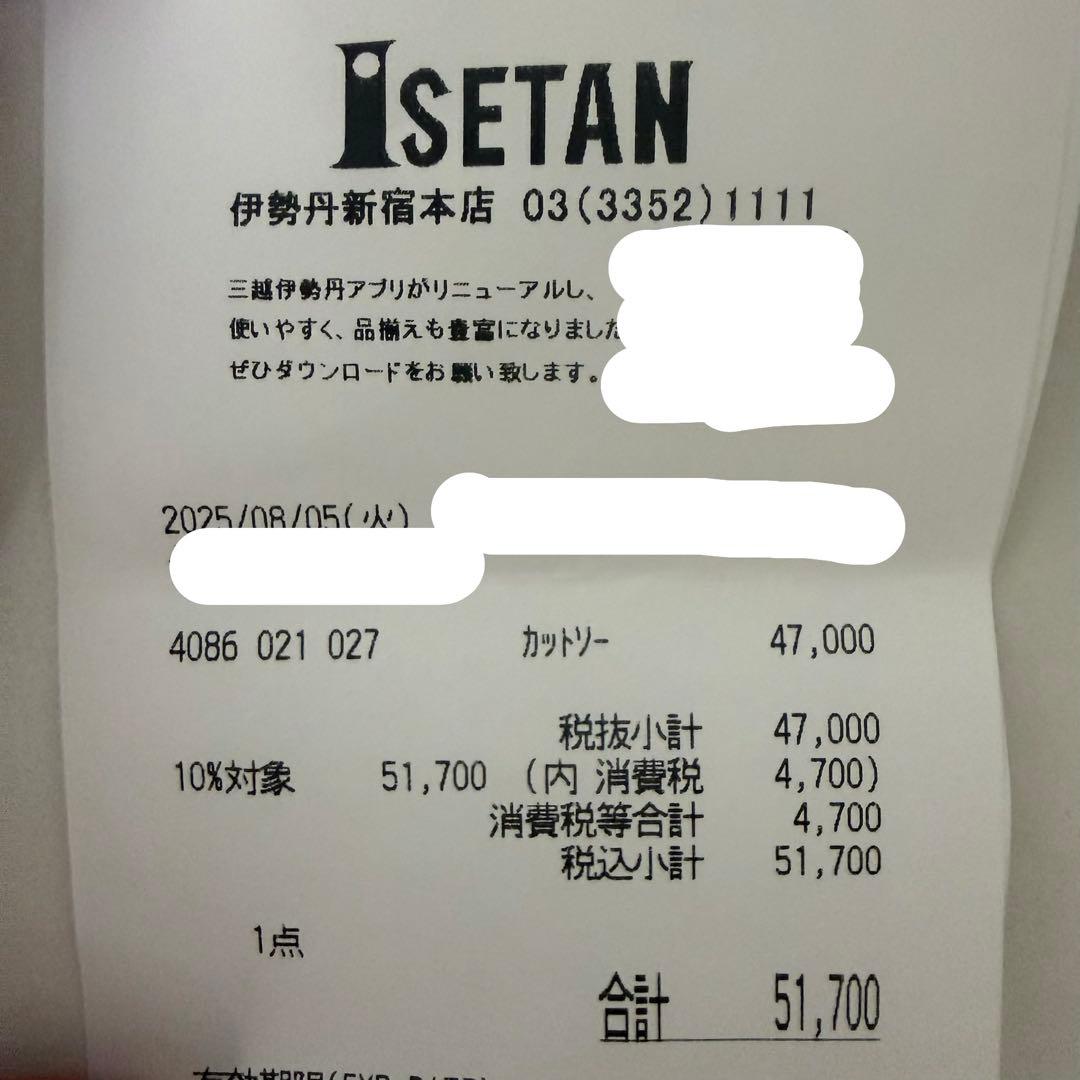 ISETAN
伊勢丹新宿本店 03(3352)1111
三越伊勢丹アプリがリニューアルし、
使いやすく、品揃えも豊富になりました
ぜひダウンロードをお願い致します。
2025/08/05(火)
4086 021 027 カットソー 47,000
税抜小計 47,000
10%対象 51,700 (内 消費税 4,700)
消費税等合計 4,700
税込小計 51,700
1点
合計 51,700